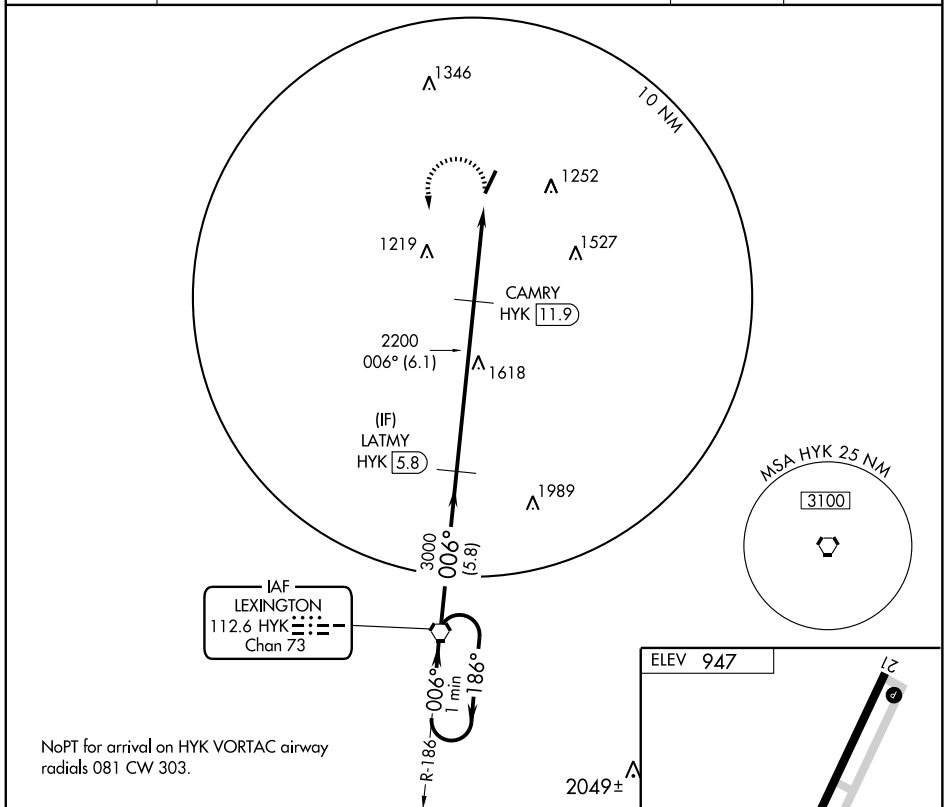 1346
10 NM
1252
1219
1527
CAMRY
HYK 11.9
2200
006° (6.1)
1618
(IF)
LATMY
HYK 5.8
1989
MSA HYK 25 NM
3100
3000
006°
(5.8)
IAF
LEXINGTON
112.6 HYK
Chan 73
006°
1 min
186°
R-186
NoPT for arrival on HYK VORTAC airway
radials 081 CW 303.
2049±
ELEV 947
21
P